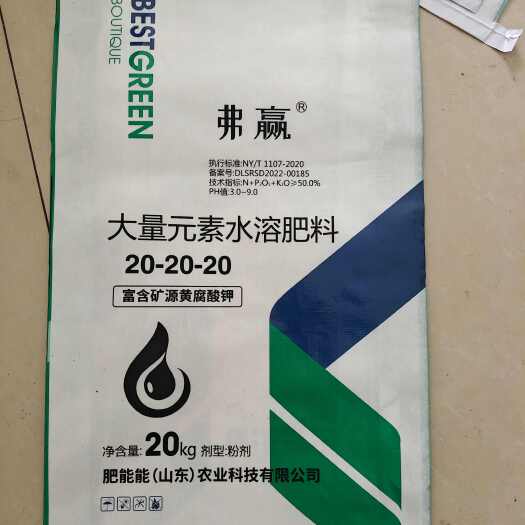 BESTGREEN
BOUTIQUE
弗赢®
执行标准:NY/T 1107-2020
备案号:DLSRSD2022-00185
技术指标:N+P₂O₅+K₂O≥50.0%
PH值:3.0~9.0
大量元素水溶肥料
20-20-20
富含矿源黄腐酸钾
净含量:20kg 剂型:粉剂
肥能能(山东)农业科技有限公司